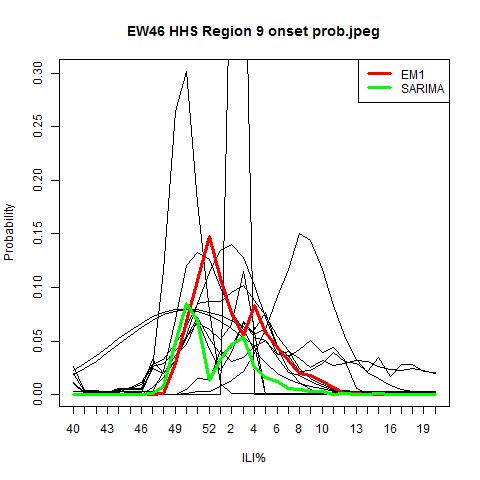 EW46 HHS Region 9 onset prob.jpeg
EM1
SARIMA
Probability
0.30
0.25
0.20
0.15
0.10
0.05
0.00
40 43 46 49 52 2 4 6 8 10 13 16 19
ILI%